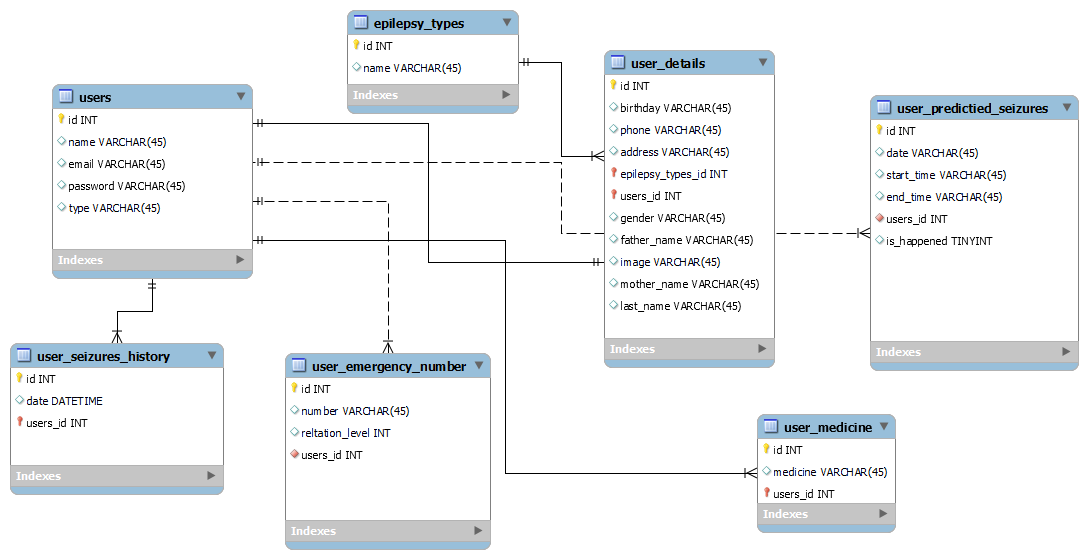 epilepsy_types
id INT
name VARCHAR(45)
Indexes
users
id INT
name VARCHAR(45)
email VARCHAR(45)
password VARCHAR(45)
type VARCHAR(45)
Indexes
user_details
id INT
birthday VARCHAR(45)
phone VARCHAR(45)
address VARCHAR(45)
epilepsy_types_id INT
users_id INT
gender VARCHAR(45)
father_name VARCHAR(45)
image VARCHAR(45)
mother_name VARCHAR(45)
last_name VARCHAR(45)
Indexes
user_predictied_seizures
id INT
date VARCHAR(45)
start_time VARCHAR(45)
end_time VARCHAR(45)
users_id INT
is_happened TINYINT
Indexes
user_seizures_history
id INT
date DATETIME
users_id INT
Indexes
user_emergency_number
id INT
number VARCHAR(45)
reltation_level INT
users_id INT
Indexes
user_medicine
id INT
medicine VARCHAR(45)
users_id INT
Indexes